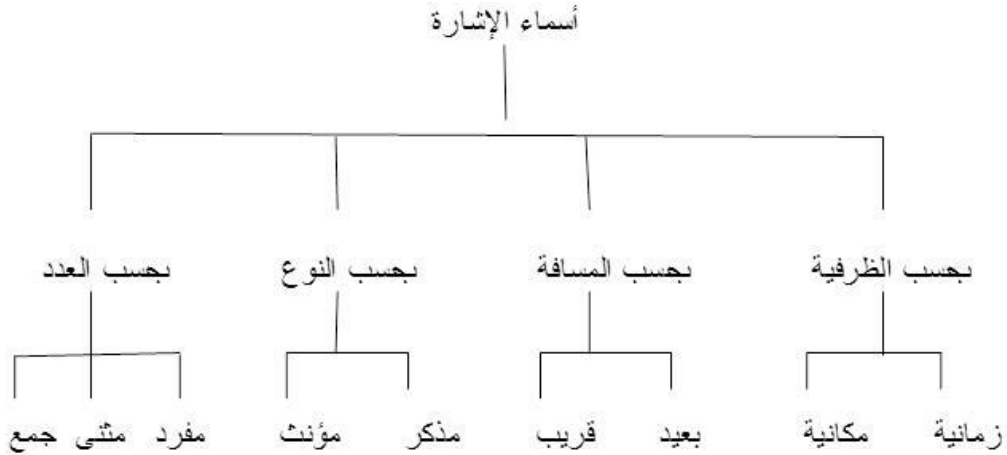 أسماء الإشارة
بحسب الظرفية بحسب المسافة بحسب النوع بحسب العدد
زمانية مكانية بعيد قريب مذكر مؤنث مفرد مثنى جمع